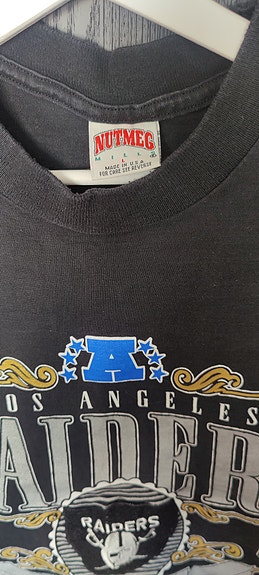 NUTMEG
MILLS
L
MADE IN U.S.A
FOR CARE SEE REVERSE
A
OS ANGELES
AIDER
RAIDERS